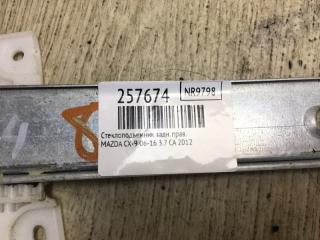 257674
NR9798
Стеклоподъемник задн. прав.
MAZDA CX-9 06-16 3.7 CA 2012